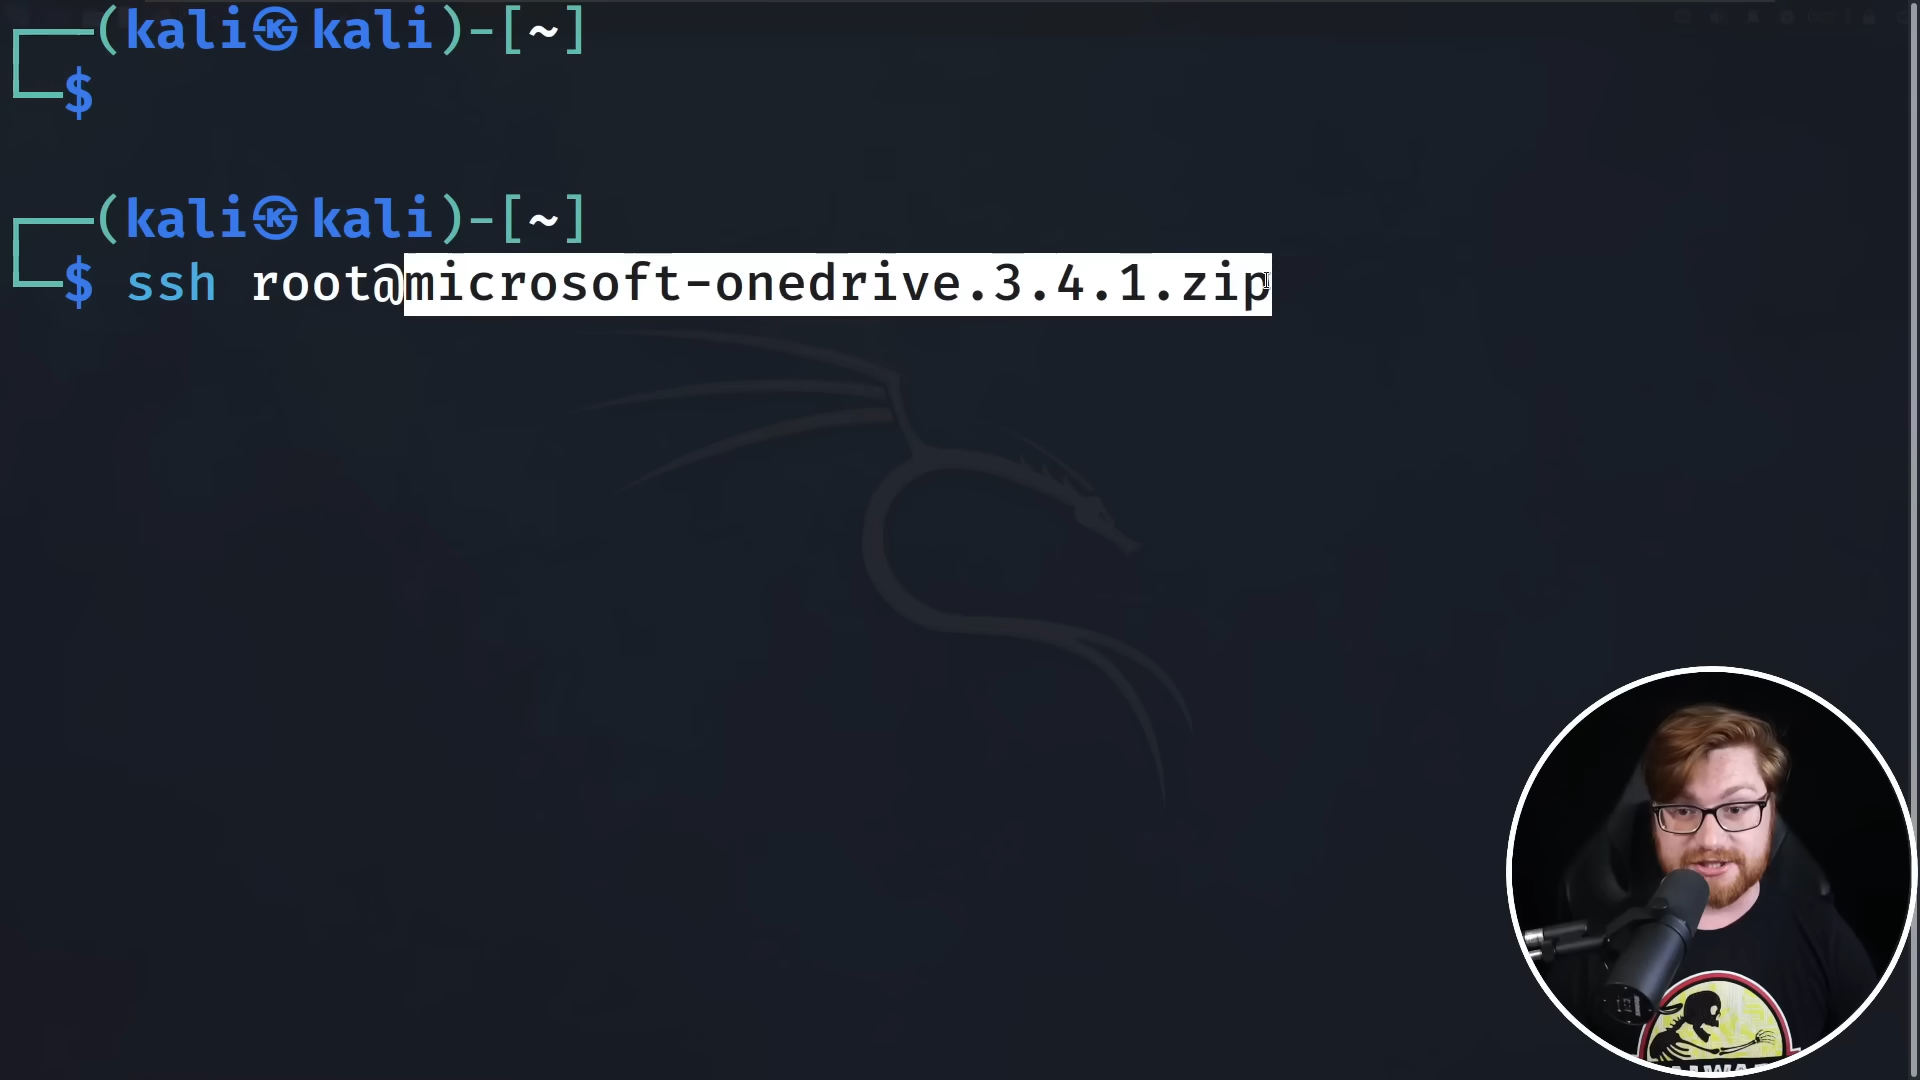 (kali㉿kali)-[~]
$
(kali㉿kali)-[~]
$ ssh root@microsoft-onedrive.3.4.1.zip